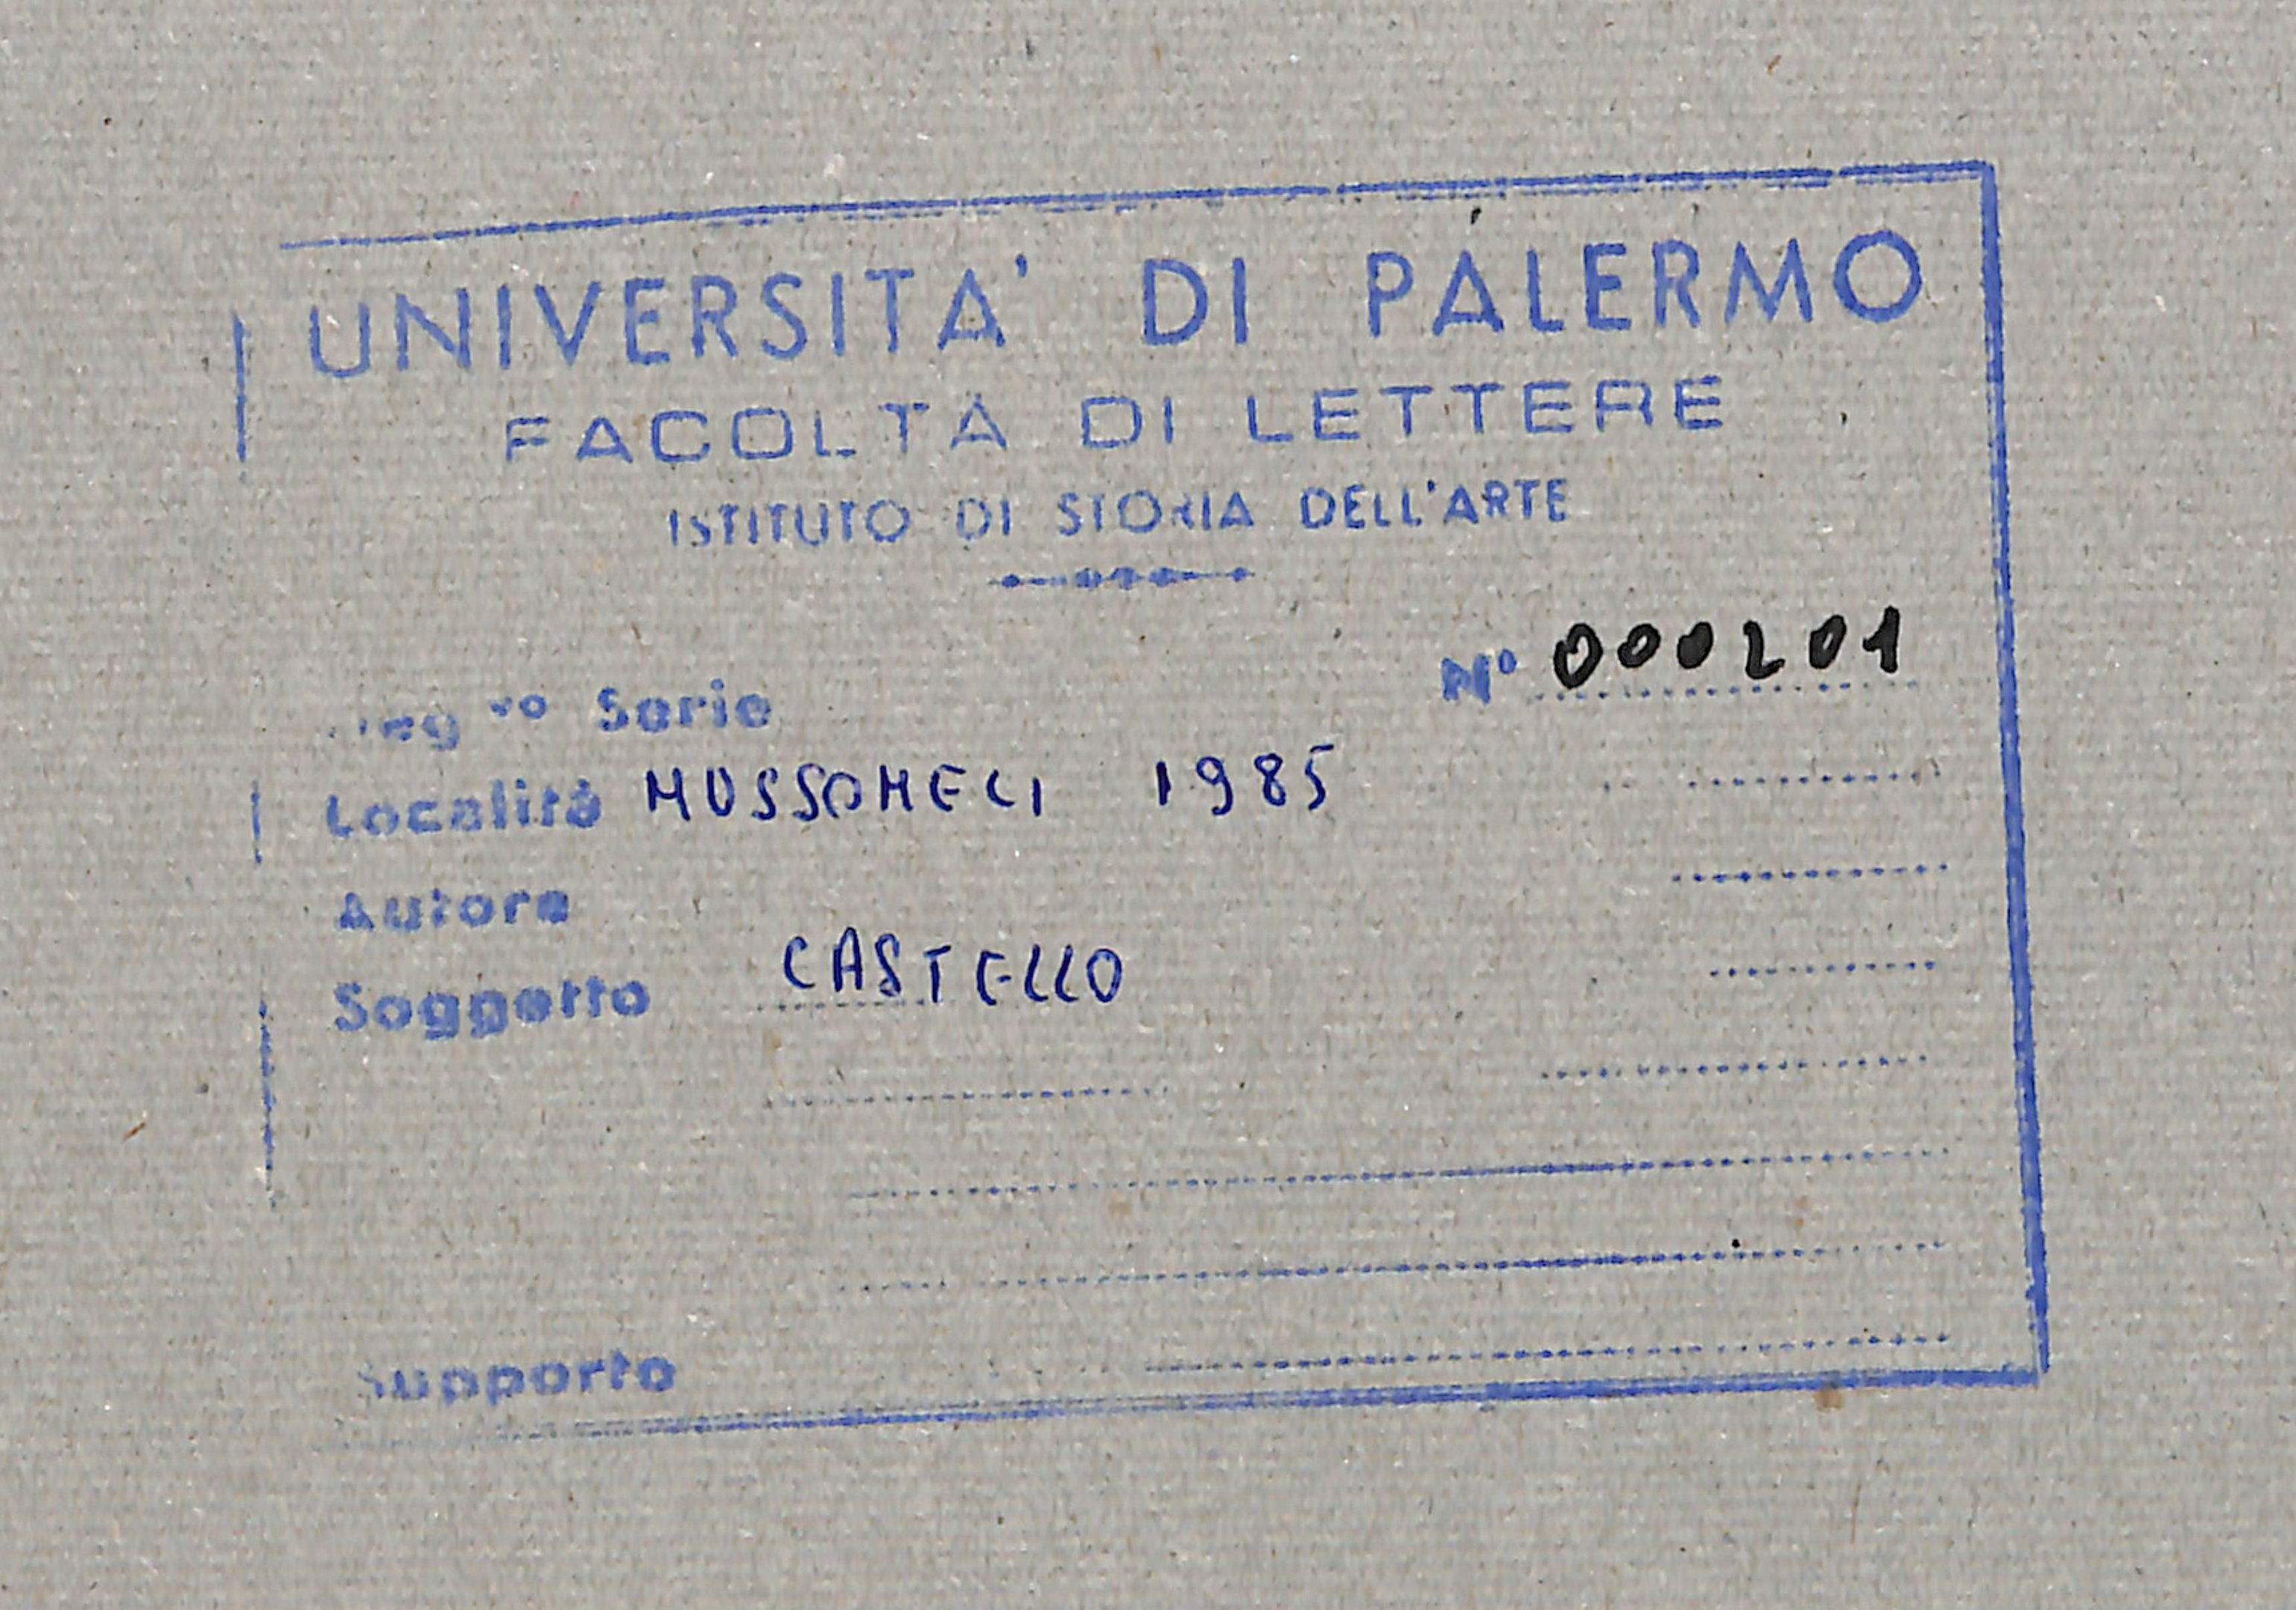 UNIVERSITA' DI PALERMO
FACOLTÀ DI LETTERE
ISTITUTO DI STORIA DELL'ARTE
Serie N° 000201
Località MUSSOMELI 1985
Autore
Soggetto CASTELLO
Supporto